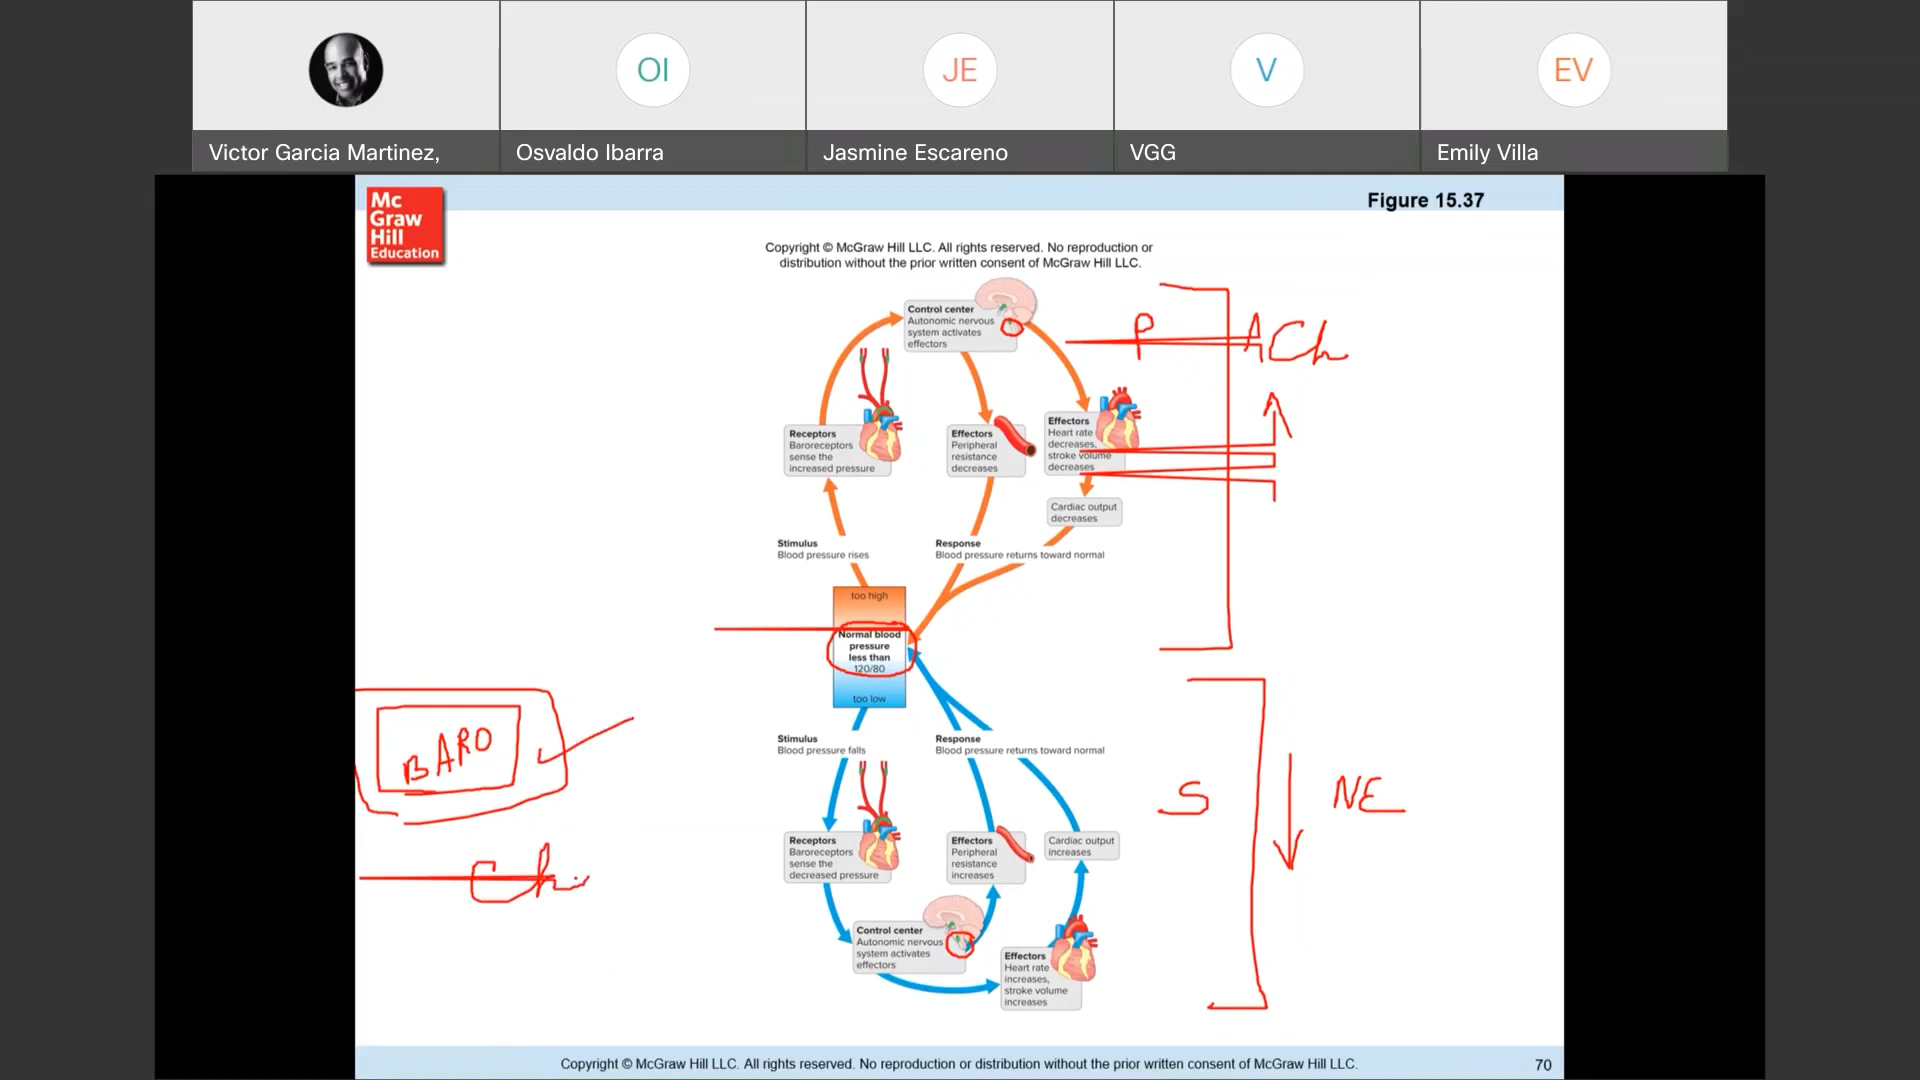 OI
JE
V
EV
Victor Garcia Martinez,
Osvaldo Ibarra
Jasmine Escareno
VGG
Emily Villa
Mc
Graw
Hill
Education
Figure 15.37
Copyright © McGraw Hill LLC. All rights reserved. No reproduction or
distribution without the prior written consent of McGraw Hill LLC.
Control center
Autonomic nervous
system activates
effectors
P
ACh
Receptors
Baroreceptors
sense the
increased pressure
Effectors
Peripheral
resistance
decreases
Effectors
Heart rate
decreases,
stroke volume
decreases
Cardiac output
decreases
Stimulus
Blood pressure rises
Response
Blood pressure returns toward normal
too high
Normal blood
pressure
less than
120/80
too low
Stimulus
Blood pressure falls
Response
Blood pressure returns toward normal
BARO
S
NE
Ch
Receptors
Baroreceptors
sense the
decreased pressure
Effectors
Peripheral
resistance
increases
Cardiac output
increases
Control center
Autonomic nervous
system activates
effectors
Effectors
Heart rate
increases,
stroke volume
increases
Copyright © McGraw Hill LLC. All rights reserved. No reproduction or distribution without the prior written consent of McGraw Hill LLC.
70